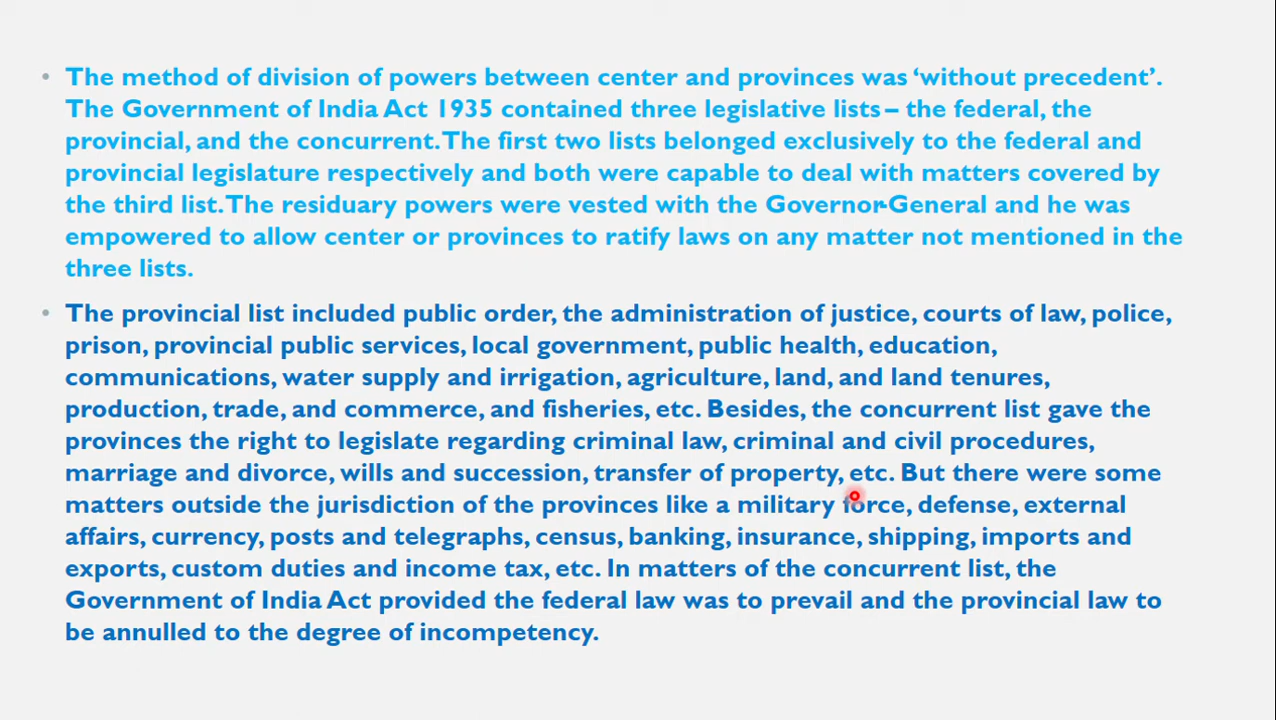 • The method of division of powers between center and provinces was ‘without precedent’.
The Government of India Act 1935 contained three legislative lists – the federal, the
provincial, and the concurrent. The first two lists belonged exclusively to the federal and
provincial legislature respectively and both were capable to deal with matters covered by
the third list. The residuary powers were vested with the Governor-General and he was
empowered to allow center or provinces to ratify laws on any matter not mentioned in the
three lists.
• The provincial list included public order, the administration of justice, courts of law, police,
prison, provincial public services, local government, public health, education,
communications, water supply and irrigation, agriculture, land, and land tenures,
production, trade, and commerce, and fisheries, etc. Besides, the concurrent list gave the
provinces the right to legislate regarding criminal law, criminal and civil procedures,
marriage and divorce, wills and succession, transfer of property, etc. But there were some
matters outside the jurisdiction of the provinces like a military force, defense, external
affairs, currency, posts and telegraphs, census, banking, insurance, shipping, imports and
exports, custom duties and income tax, etc. In matters of the concurrent list, the
Government of India Act provided the federal law was to prevail and the provincial law to
be annulled to the degree of incompetency.